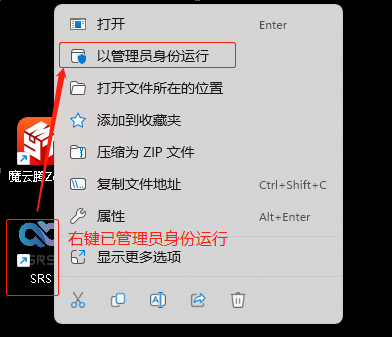 打开 Enter
以管理员身份运行
打开文件所在的位置
添加到收藏夹
压缩为 ZIP 文件
复制文件地址 Ctrl+Shift+C
属性 Alt+Enter
右键已管理员身份运行
显示更多选项
魔云腾Z
SRS
SRS